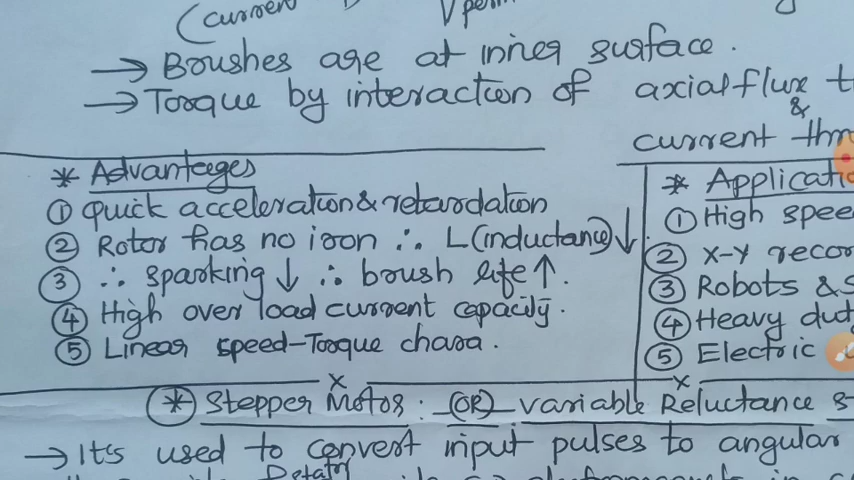 (current
→ Brushes are at inner surface.
→ Torque by interaction of axial flux
&
current
* Advantages
① Quick acceleration & retardation
② Rotor has no iron ∴ L(inductance) ↓
③ ∴ sparking ↓ ∴ brush life ↑.
④ High over load current capacity.
⑤ Linear speed-Torque chara.
* Applicatio
① High spee
② X-Y recor
③ Robots & S
④ Heavy dut
⑤ Electric
* Stepper Motor: (OR) variable Reluctance s
→ It's used to convert input pulses to angular